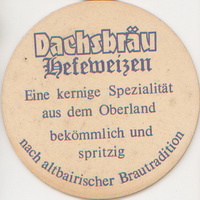 Dachsbräu
Hefeweizen
Eine kernige Spezialität
aus dem Oberland
bekömmlich und
spritzig
nach altbairischer Brautradition